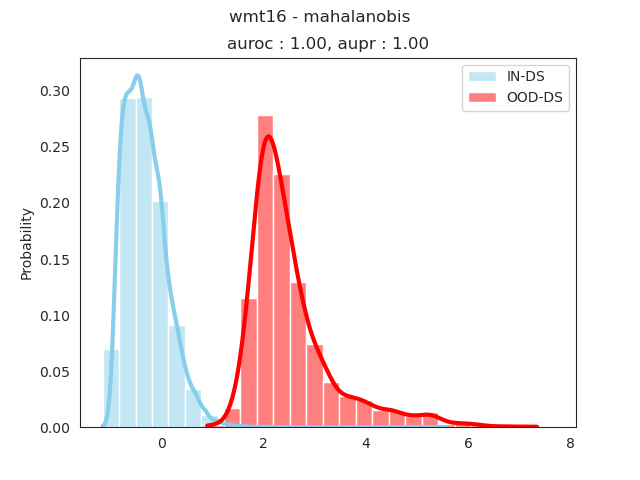 wmt16 - mahalanobis
auroc : 1.00, aupr : 1.00
IN-DS
OOD-DS
Probability
0.30
0.25
0.20
0.15
0.10
0.05
0.00
0 2 4 6 8